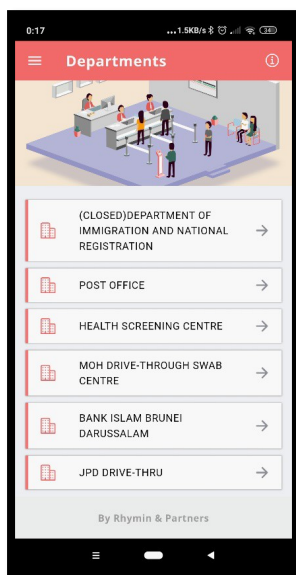 0:17
...1.5KB/s
24
Departments
(CLOSED)DEPARTMENT OF
IMMIGRATION AND NATIONAL
REGISTRATION
POST OFFICE
HEALTH SCREENING CENTRE
MOH DRIVE-THROUGH SWAB
CENTRE
BANK ISLAM BRUNEI
DARUSSALAM
JPD DRIVE-THRU
By Rhymin & Partners